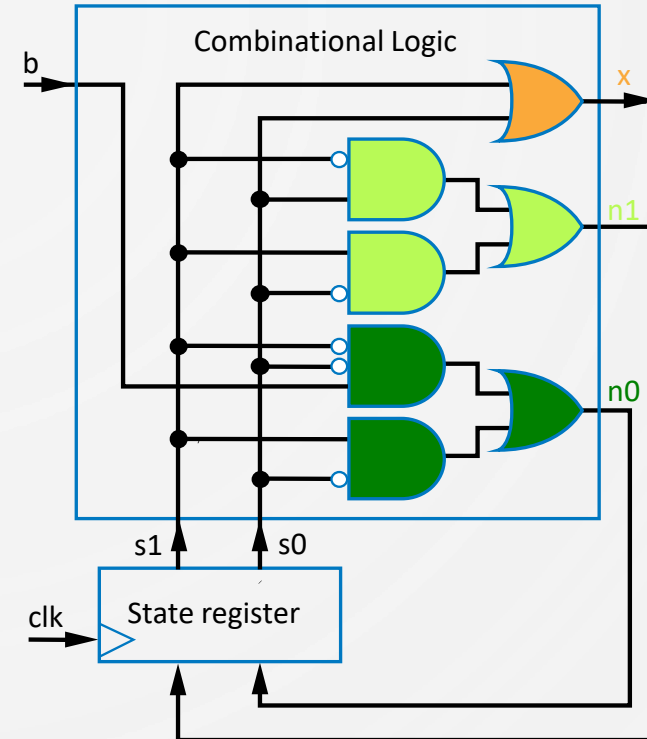 Combinational Logic
b
x
n1
n0
s1
s0
clk
State register